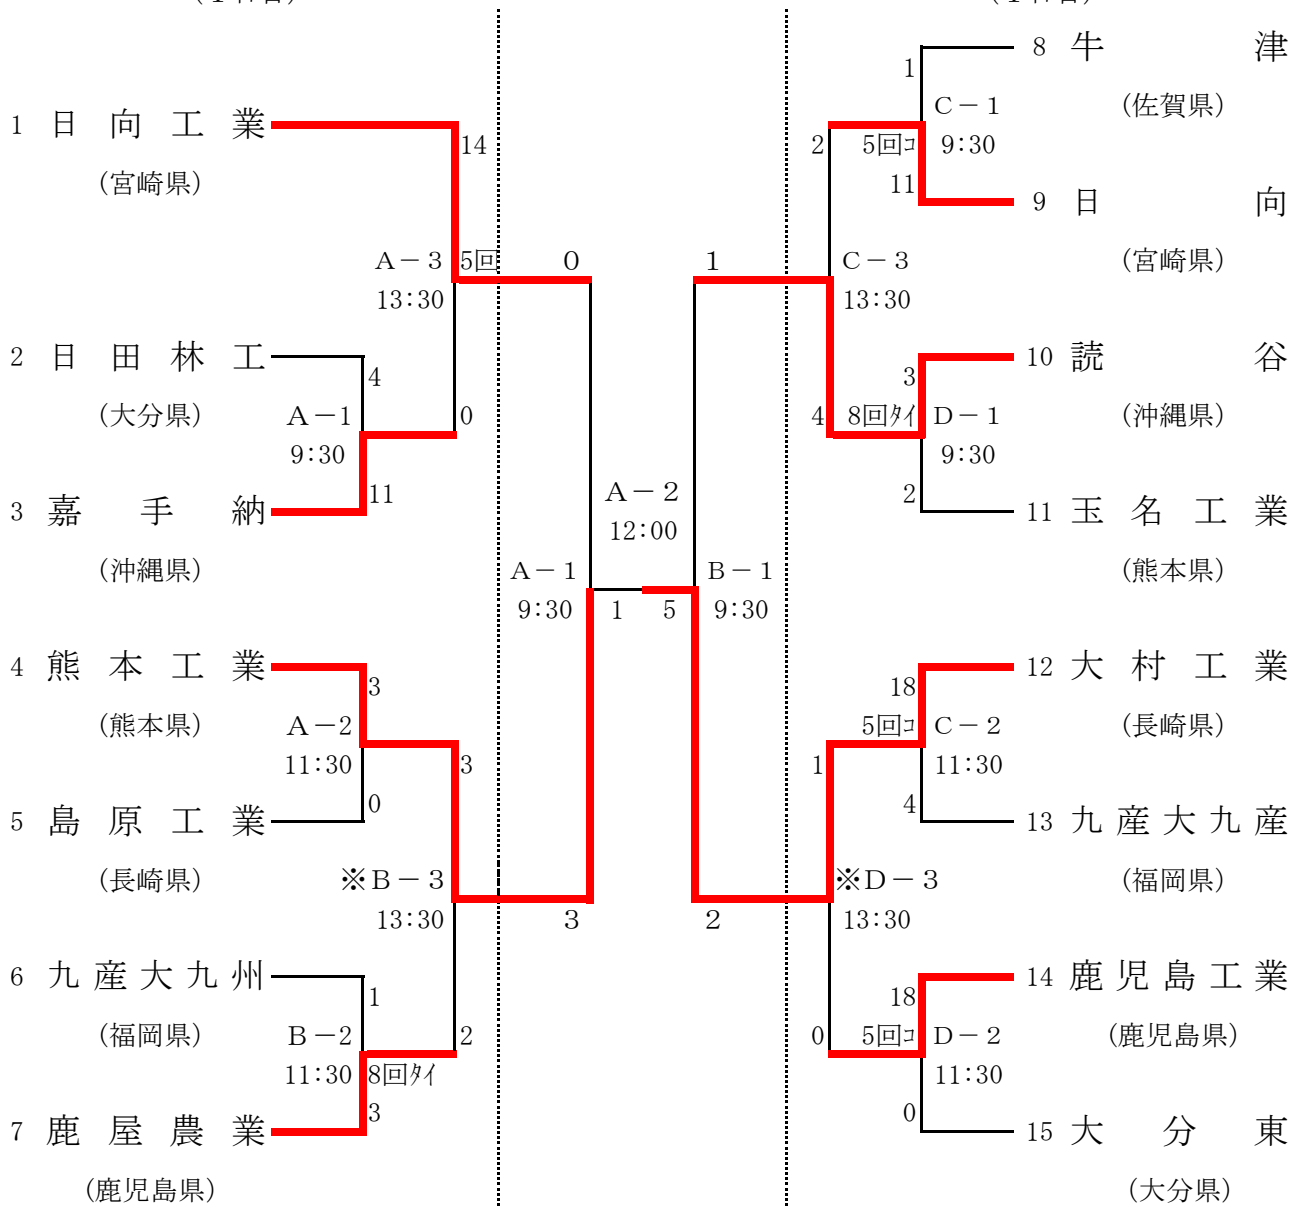 1 日向工業
(宮崎県)
14
A－3
5回
13:30
2 日田林工
(大分県)
4
A－1
9:30
0
11
3 嘉手納
(沖縄県)
4 熊本工業
(熊本県)
3
A－2
11:30
3
0
5 島原工業
(長崎県)
※B－3
13:30
6 九産大九州
(福岡県)
1
B－2
11:30
8回ﾀｲ
2
3
7 鹿屋農業
(鹿児島県)
0
A－1
9:30
3
A－2
12:00
1
5
1
B－1
9:30
2
8 牛津
(佐賀県)
1
C－1
9:30
5回ｺ
2
11
9 日向
(宮崎県)
C－3
13:30
10 読谷
(沖縄県)
3
4
8回ﾀｲ
D－1
9:30
2
11 玉名工業
(熊本県)
12 大村工業
(長崎県)
18
5回ｺ
C－2
11:30
1
4
13 九産大九産
(福岡県)
※D－3
13:30
14 鹿児島工業
(鹿児島県)
18
0
5回ｺ
D－2
11:30
0
15 大分東
(大分県)